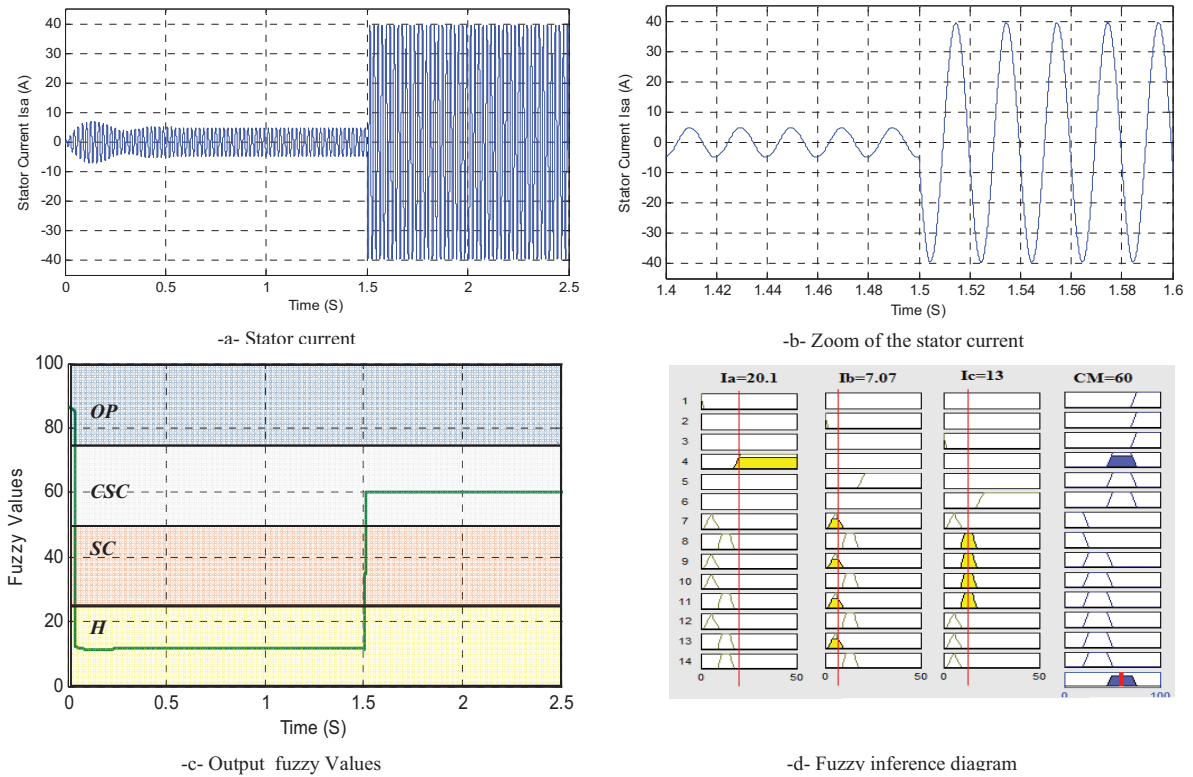 40
30
20
10
0
-10
-20
-30
-40
Stator Current Isa (A)
0 0.5 1 1.5 2 2.5
Time (S)
-a- Stator current
40
30
20
10
0
-10
-20
-30
-40
Stator Current Isa (A)
1.4 1.42 1.44 1.46 1.48 1.5 1.52 1.54 1.56 1.58 1.6
Time (S)
-b- Zoom of the stator current
100
80
60
40
20
0
Fuzzy Values
OP
CSC
SC
H
0 0.5 1 1.5 2 2.5
Time (S)
-c- Output fuzzy Values
Ia=20.1 Ib=7.07 Ic=13 CM=60
1
2
3
4
5
6
7
8
9
10
11
12
13
14
0 50 0 50 0 50
0 100
-d- Fuzzy inference diagram